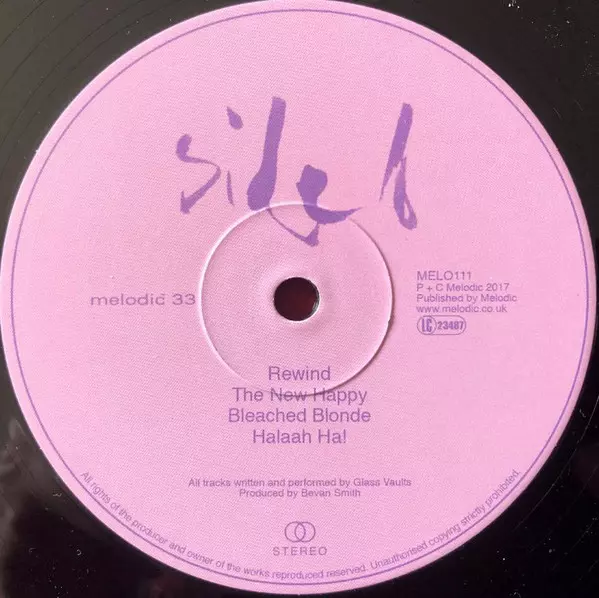 side b
melodic 33
MELO111
P + C Melodic 2017
Published by Melodic
www.melodic.co.uk
LC 23487
Rewind
The New Happy
Bleached Blonde
Halaah Ha!
All tracks written and performed by Glass Vaults
Produced by Bevan Smith
STEREO
All rights of the producer and owner of the works reproduced reserved. Unauthorised copying strictly prohibited.